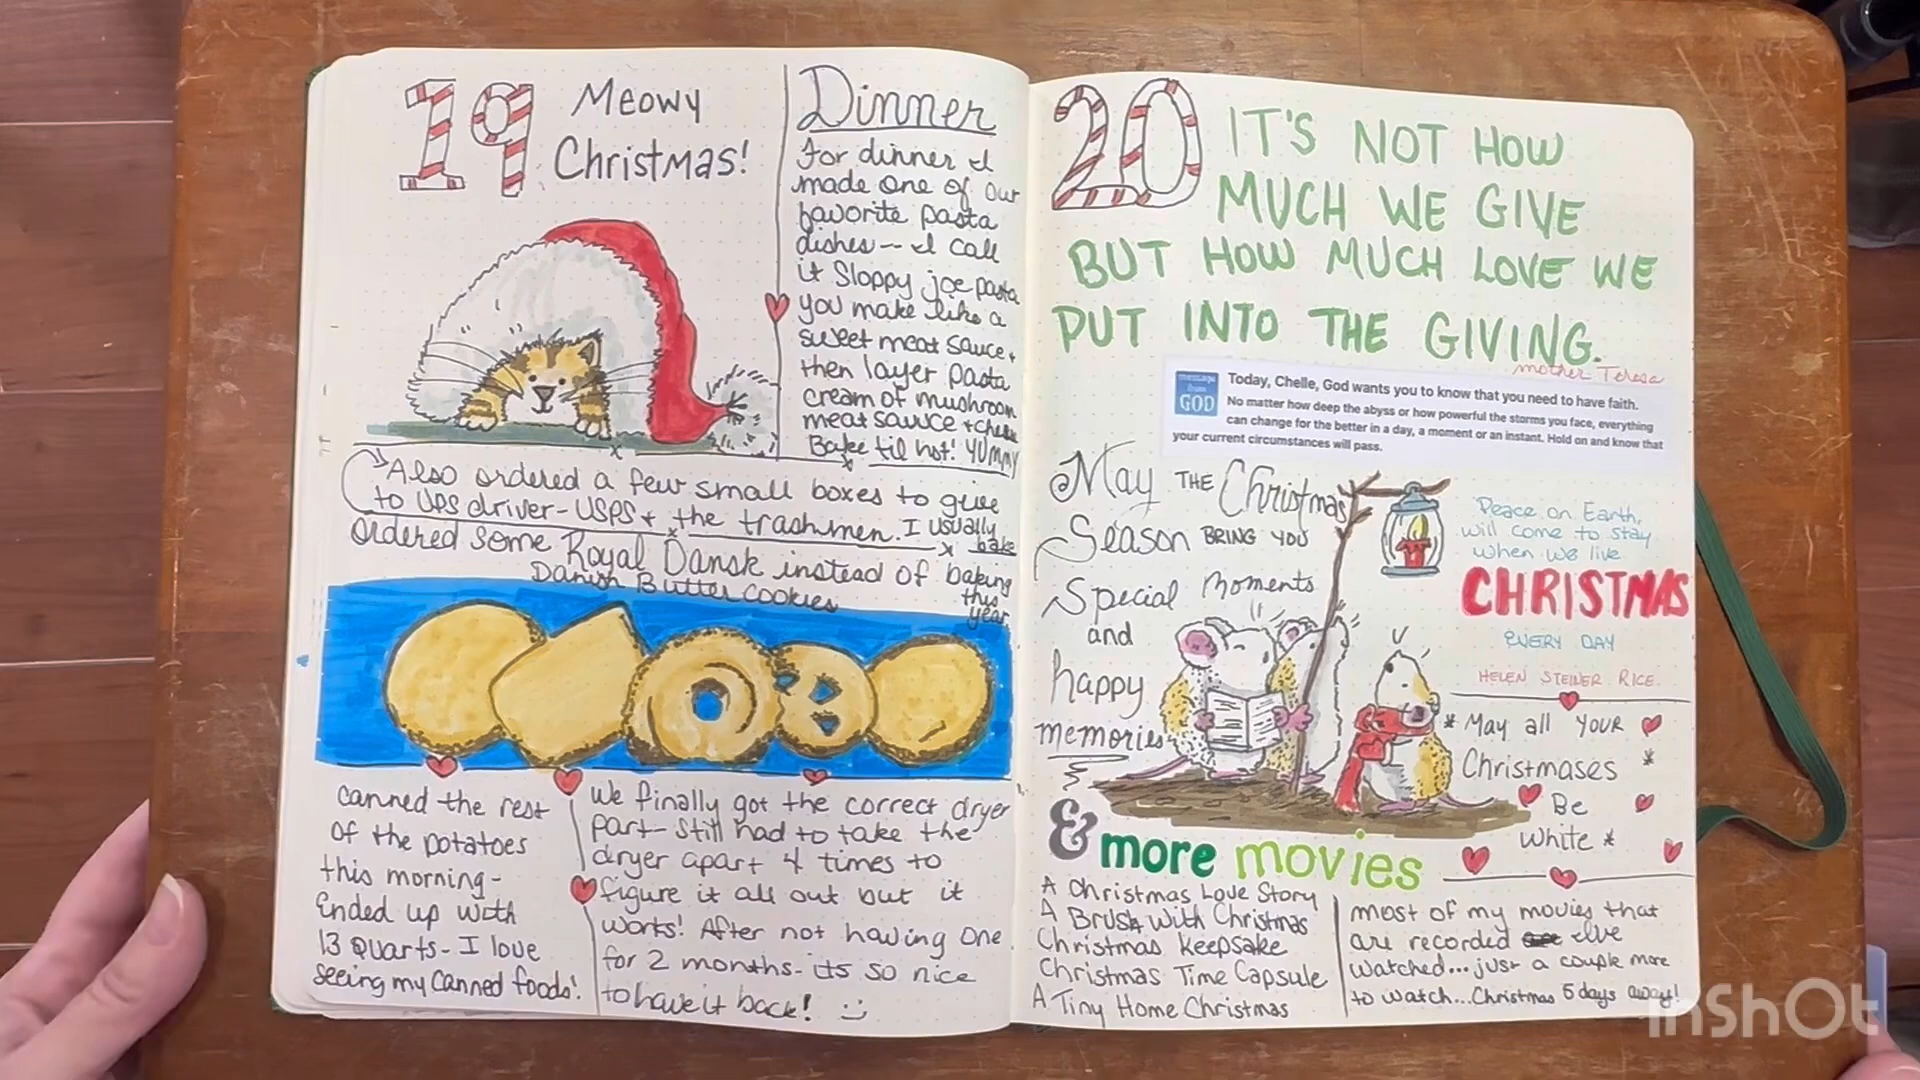 19
Meowy
Christmas!
Dinner
For dinner I
made one of our
favorite pasta
dishes-- I call
it Sloppy joe pasta
you make like a
sweet meat sauce +
then layer pasta
cream of mushroom
meat sauce + cheese
Bake til hot! YUMMY
Also ordered a few small boxes to give
to UPS driver - USPS + the trashmen. I usually
bake
Ordered some Royal Dansk instead of baking
Danish Butter Cookies
this
year
canned the rest
of the potatoes
this morning-
Ended up with
13 Quarts - I love
seeing my canned foods!
We finally got the correct dryer
part - Still had to take the
dryer apart 4 times to
figure it all out but it
works! After not having one
for 2 months - its so nice
to have it back! :)
20
IT'S NOT HOW
MUCH WE GIVE
BUT HOW MUCH LOVE WE
PUT INTO THE GIVING.
mother Teresa
message
from
GOD
Today, Chelle, God wants you to know that you need to have faith.
No matter how deep the abyss or how powerful the storms you face, everything
can change for the better in a day, a moment or an instant. Hold on and know that
your current circumstances will pass.
May THE Christmas
Season BRING YOU
Special Moments
and
happy
memories
Peace on Earth,
will come to stay
when we live
CHRISTMAS
EVERY DAY
HELEN STEINER RICE.
* May all your
Christmases *
Be
White *
& more movies
A Christmas Love Story
A Brush with Christmas
Christmas Keepsake
Christmas Time Capsule
A Tiny Home Christmas
most of my movies that
are recorded I've
watched... just a couple more
to watch... Christmas 5 days away!
InShOt